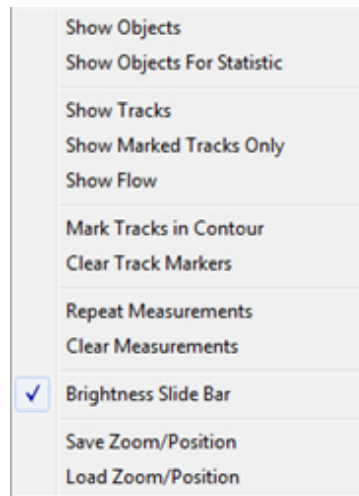 Show Objects
Show Objects For Statistic
Show Tracks
Show Marked Tracks Only
Show Flow
Mark Tracks in Contour
Clear Track Markers
Repeat Measurements
Clear Measurements
Brightness Slide Bar
Save Zoom/Position
Load Zoom/Position